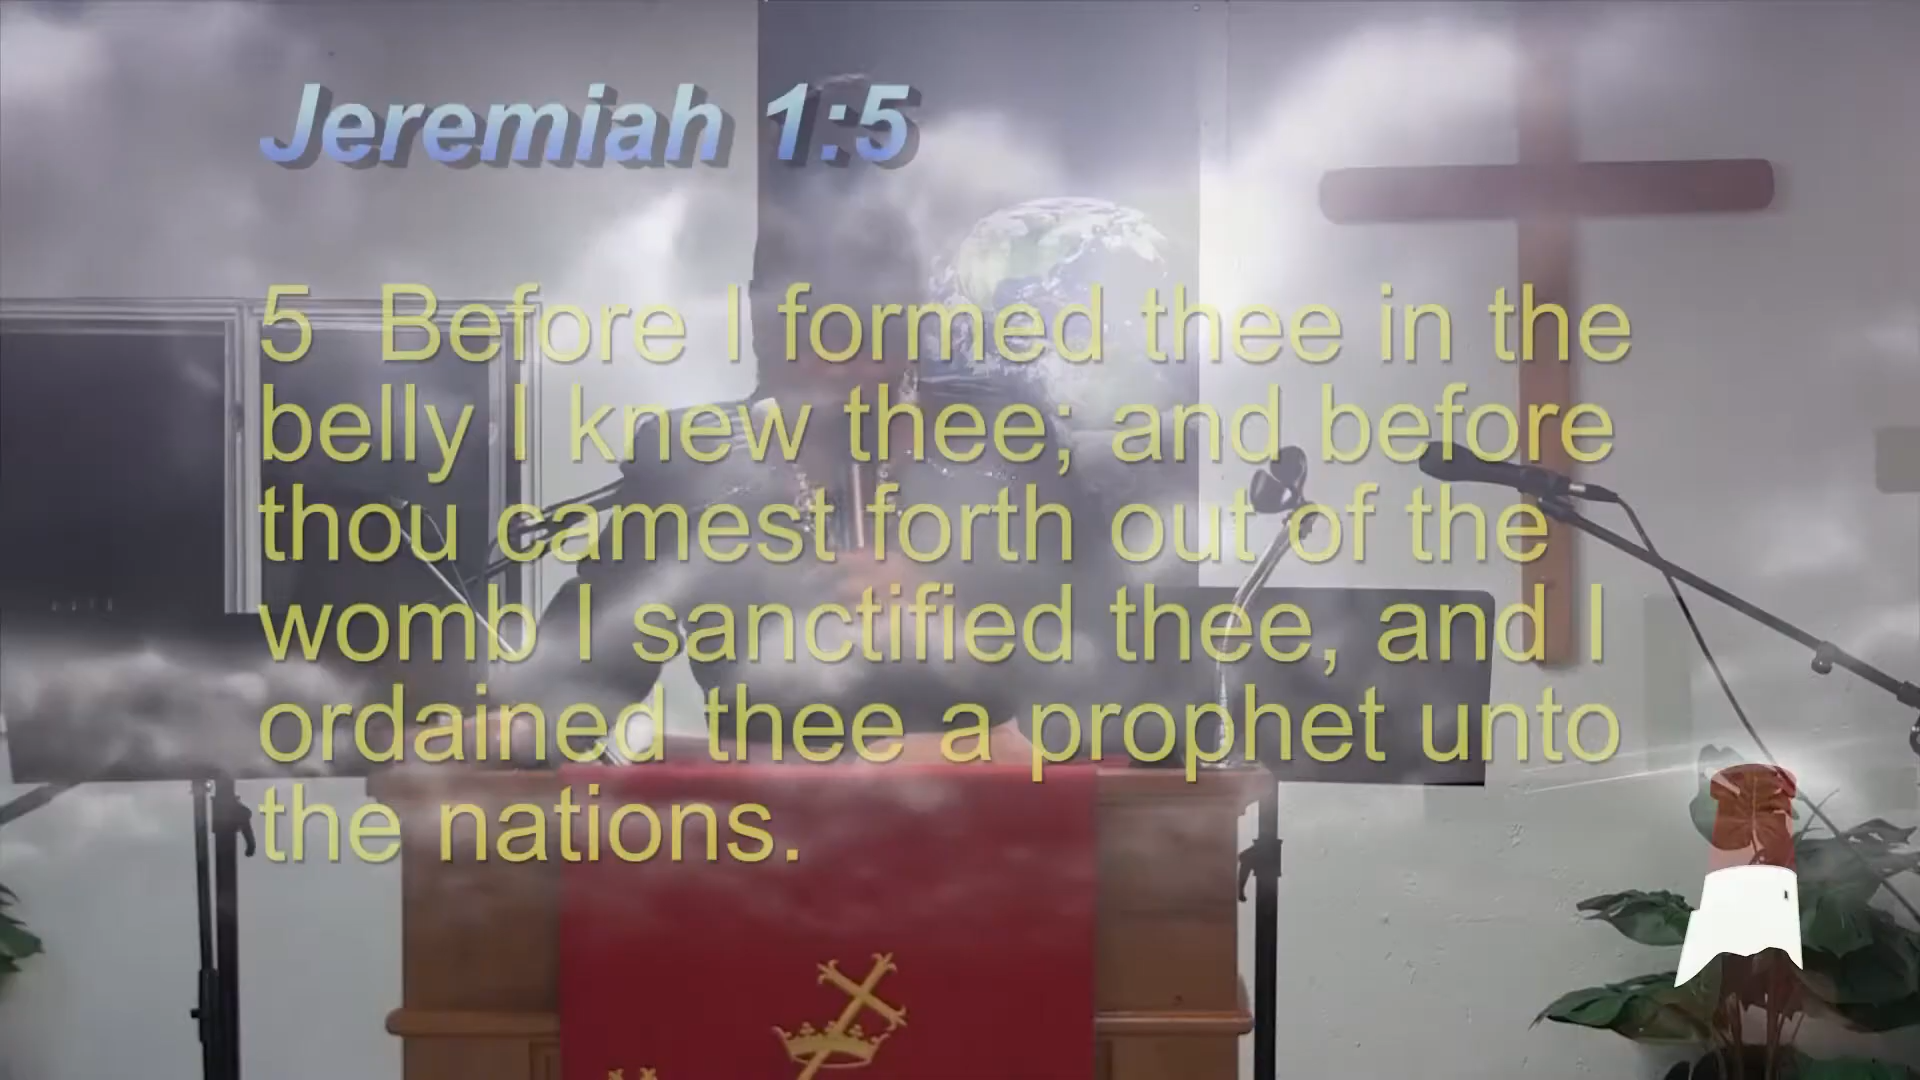 Jeremiah 1:5
5 Before I formed thee in the
belly I knew thee; and before
thou camest forth out of the
womb I sanctified thee, and I
ordained thee a prophet unto
the nations.